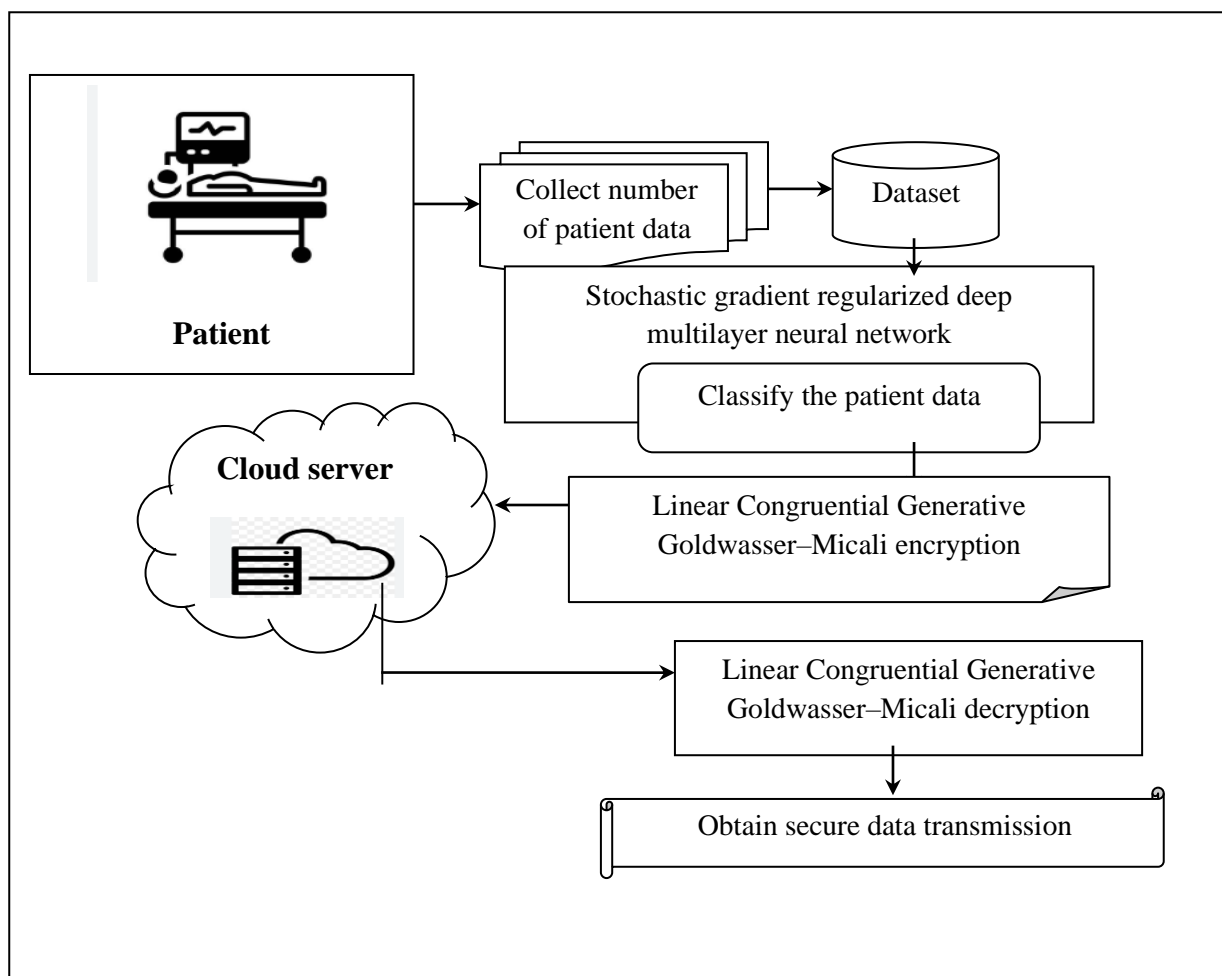 Patient
Collect number
of patient data
Dataset
Stochastic gradient regularized deep
multilayer neural network
Classify the patient data
Cloud server
Linear Congruential Generative
Goldwasser–Micali encryption
Linear Congruential Generative
Goldwasser–Micali decryption
Obtain secure data transmission